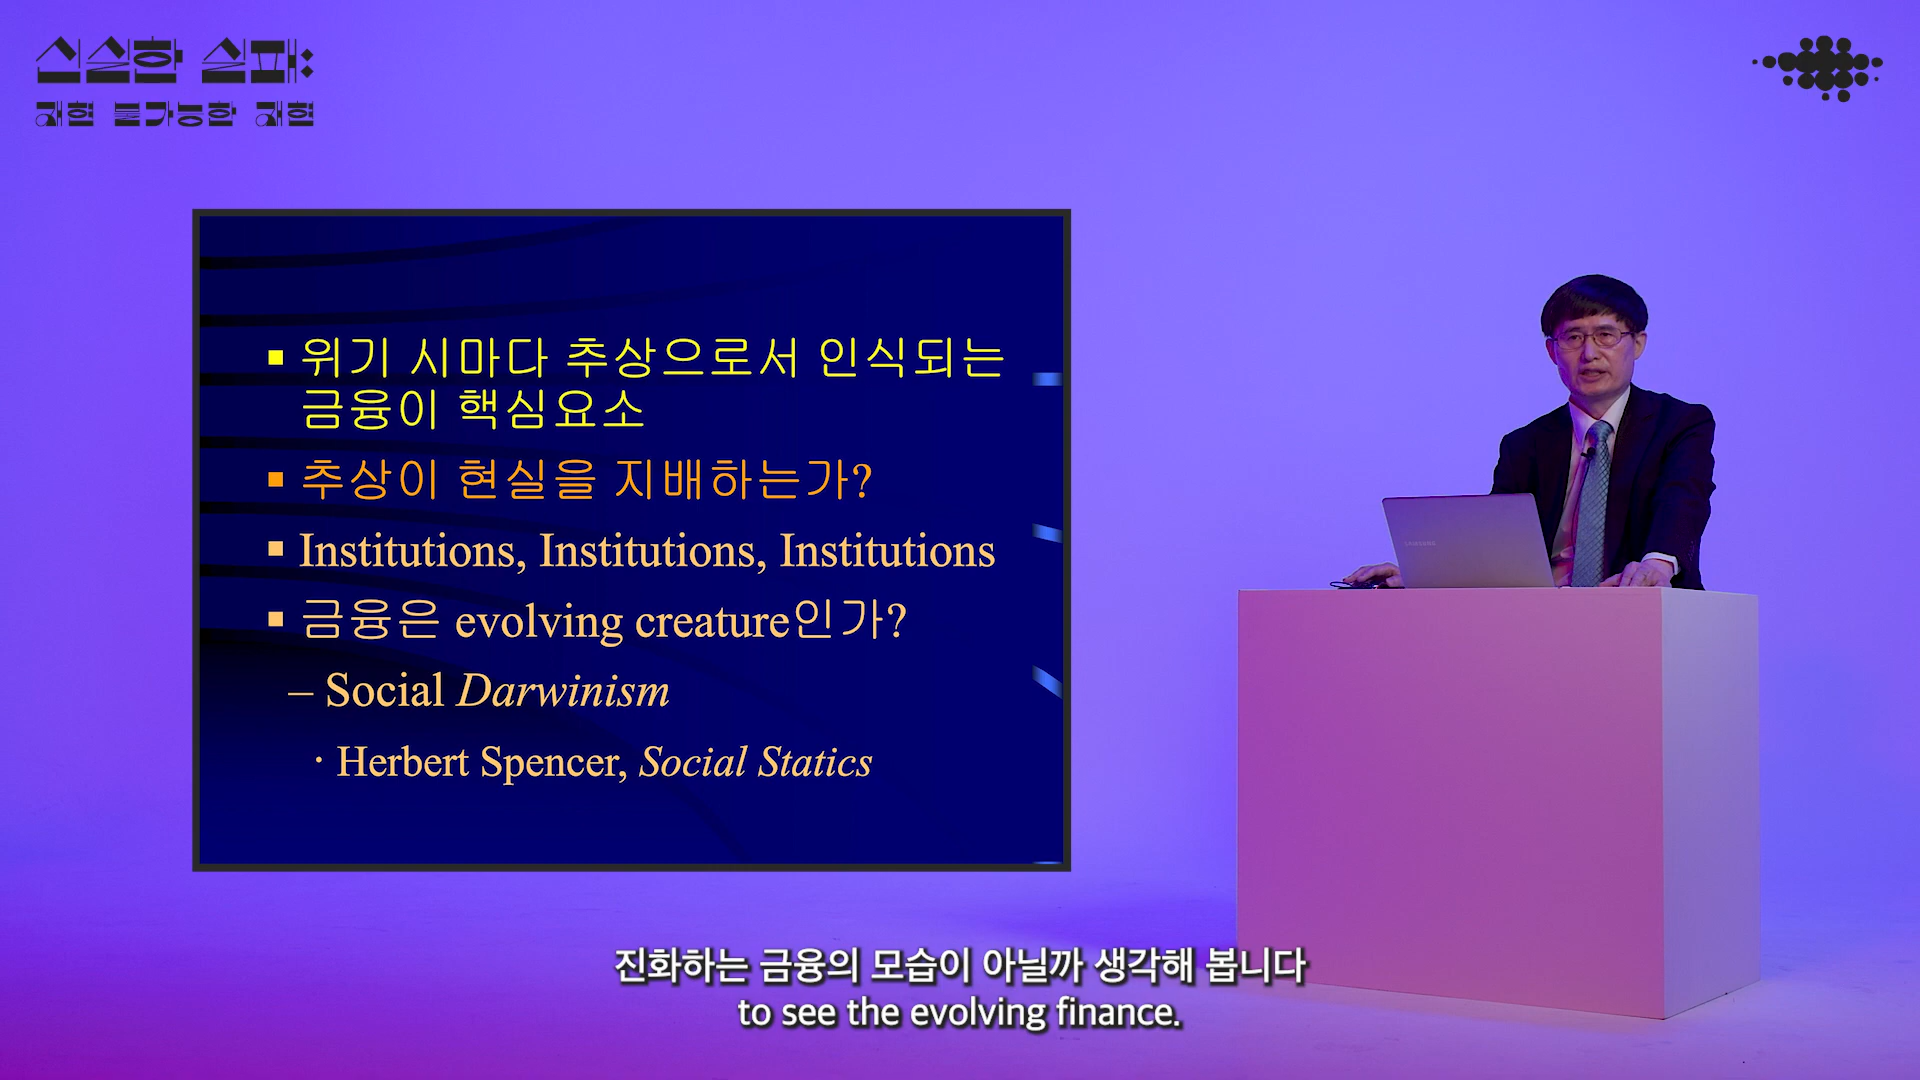 신실한 실패:
재현 불가능한 재현
▪ 위기 시마다 추상으로서 인식되는
금융이 핵심요소
▪ 추상이 현실을 지배하는가?
▪ Institutions, Institutions, Institutions
▪ 금융은 evolving creature인가?
– Social Darwinism
· Herbert Spencer, Social Statics
SAMSUNG
진화하는 금융의 모습이 아닐까 생각해 봅니다
to see the evolving finance.